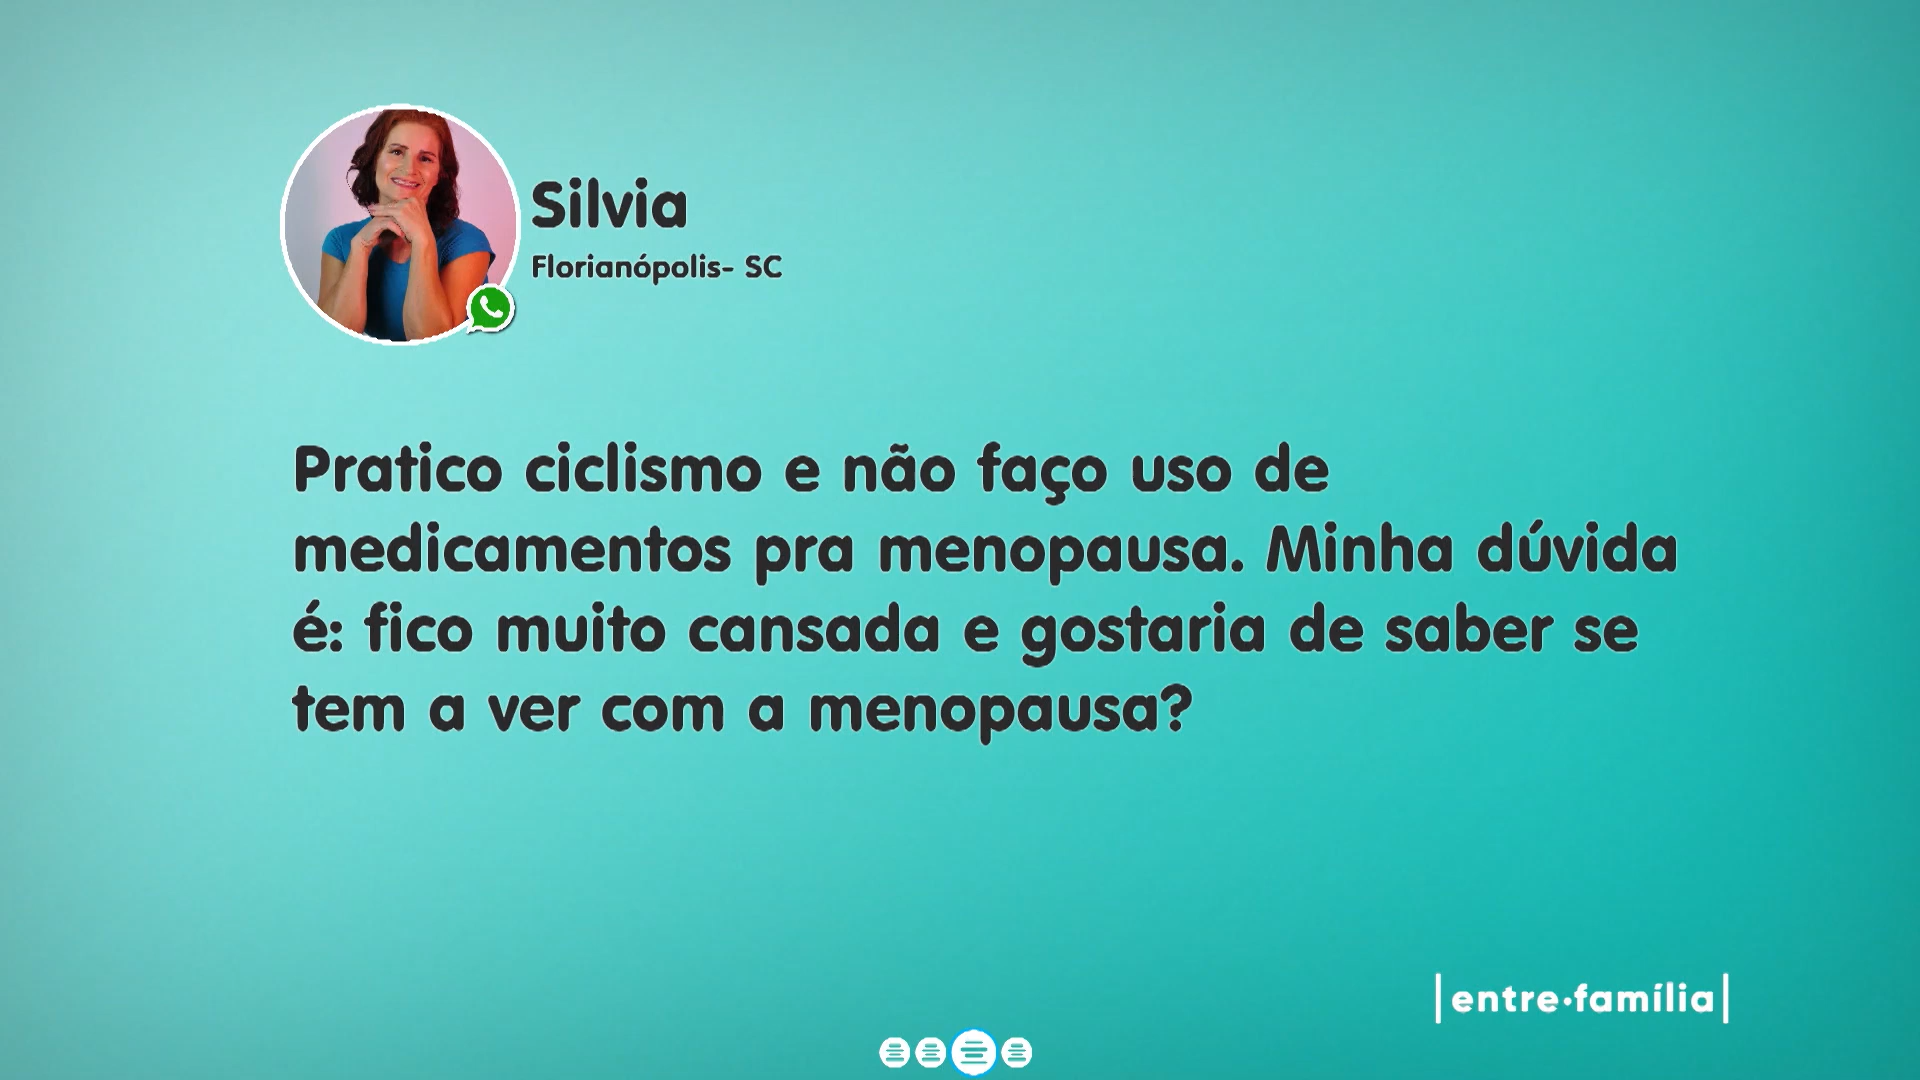 Silvia
Florianópolis- SC
Pratico ciclismo e não faço uso de
medicamentos pra menopausa. Minha dúvida
é: fico muito cansada e gostaria de saber se
tem a ver com a menopausa?
|entre·família|